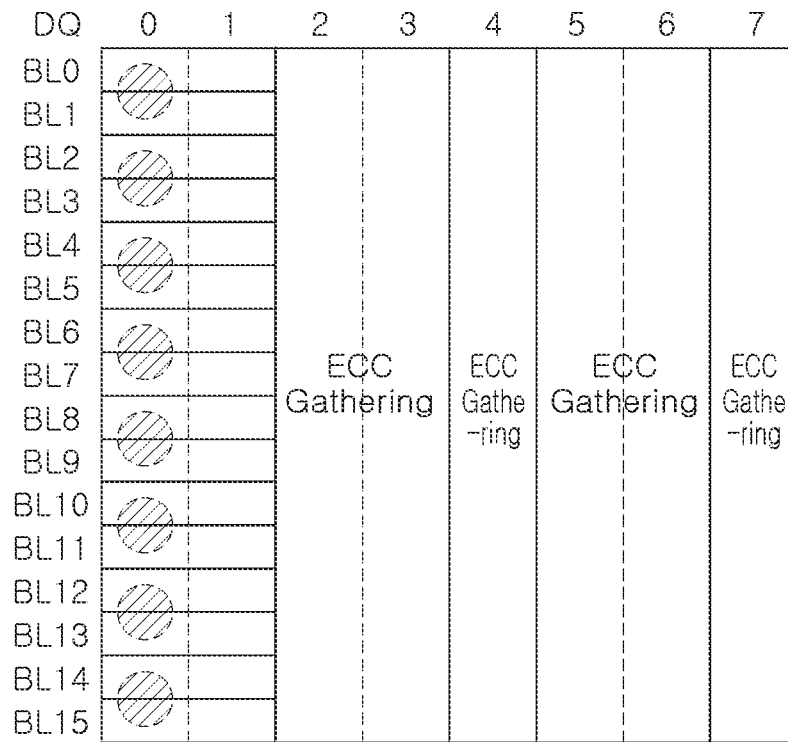 DQ 0 1 2 3 4 5 6 7
BL0
BL1
BL2
BL3
BL4
BL5
BL6
BL7
BL8
BL9
BL10
BL11
BL12
BL13
BL14
BL15
ECC
Gathering
ECC
Gathe
-ring
ECC
Gathering
ECC
Gathe
-ring